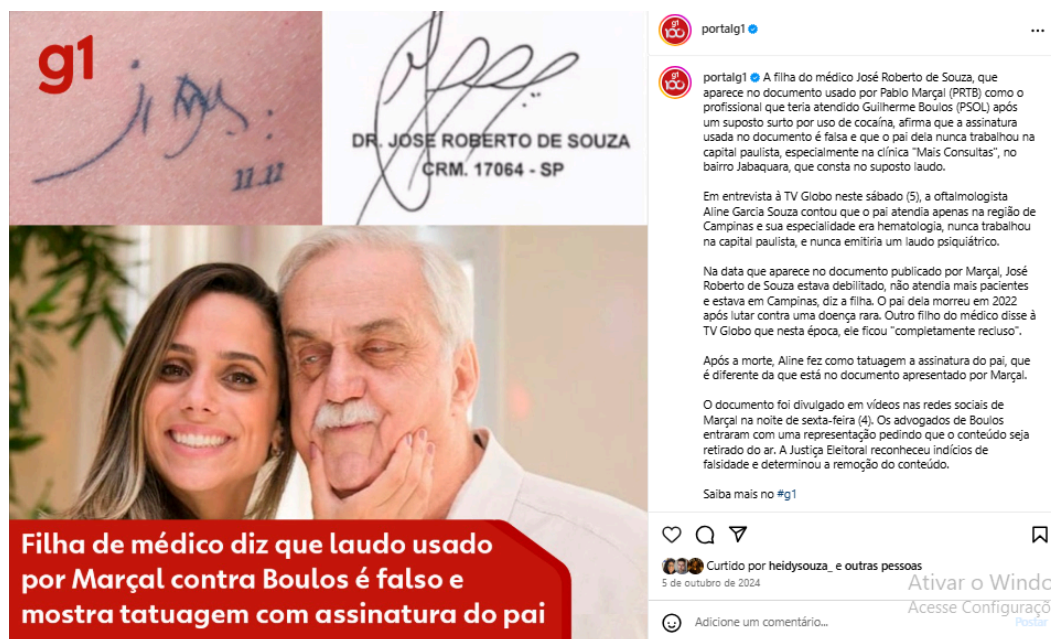 g1
11.11
DR. JOSE ROBERTO DE SOUZA
CRM. 17064 - SP
Filha de médico diz que laudo usado
por Marçal contra Boulos é falso e
mostra tatuagem com assinatura do pai
portalg1
portalg1 A filha do médico José Roberto de Souza, que
aparece no documento usado por Pablo Marçal (PRTB) como o
profissional que teria atendido Guilherme Boulos (PSOL) após
um suposto surto por uso de cocaína, afirma que a assinatura
usada no documento é falsa e que o pai dela nunca trabalhou na
capital paulista, especialmente na clínica "Mais Consultas", no
bairro Jabaquara, que consta no suposto laudo.
Em entrevista à TV Globo neste sábado (5), a oftalmologista
Aline Garcia Souza contou que o pai atendia apenas na região de
Campinas e sua especialidade era hematologia, nunca trabalhou
na capital paulista, e nunca emitiria um laudo psiquiátrico.
Na data que aparece no documento publicado por Marçal, José
Roberto de Souza estava debilitado, não atendia mais pacientes
e estava em Campinas, diz a filha. O pai dela morreu em 2022
após lutar contra uma doença rara. Outro filho do médico disse à
TV Globo que nesta época, ele ficou "completamente recluso".
Após a morte, Aline fez como tatuagem a assinatura do pai, que
é diferente da que está no documento apresentado por Marçal.
O documento foi divulgado em vídeos nas redes sociais de
Marçal na noite de sexta-feira (4). Os advogados de Boulos
entraram com uma representação pedindo que o conteúdo seja
retirado do ar. A Justiça Eleitoral reconheceu indícios de
falsidade e determinou a remoção do conteúdo.
Saiba mais no #g1
Curtido por heidysouza_ e outras pessoas
5 de outubro de 2024
Ativar o Windo
Acesse Configuraçõ
Adicione um comentário...
Postar